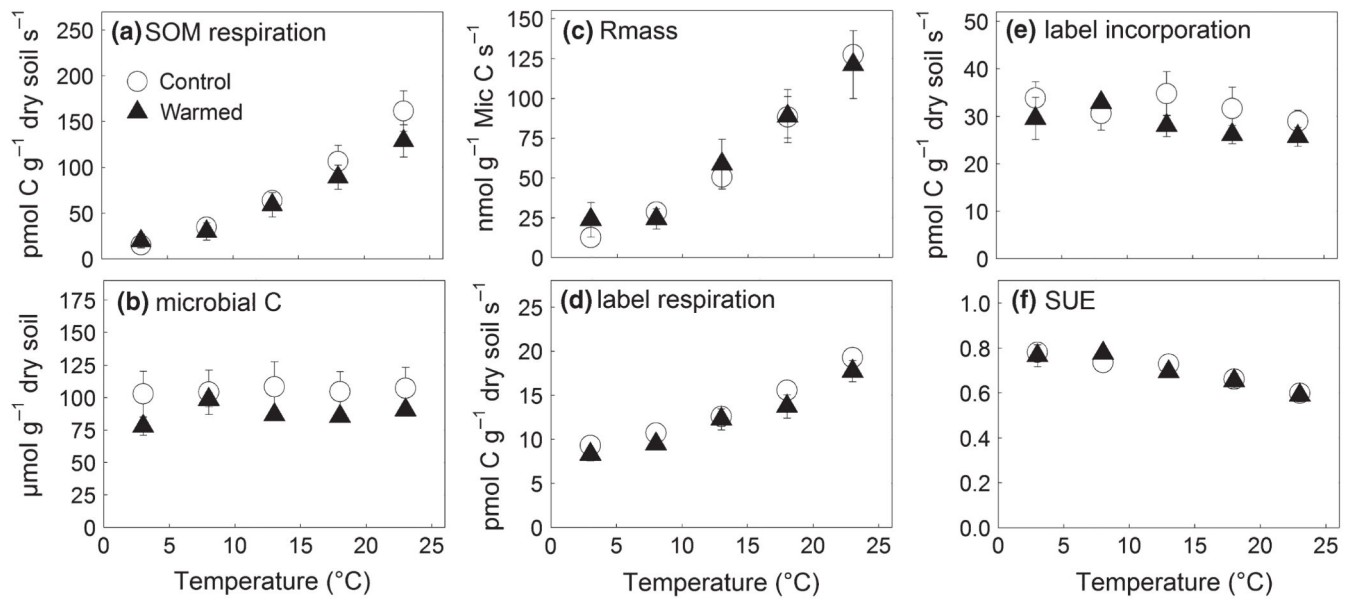 (a) SOM respiration
Control
Warmed
pmol C g⁻¹ dry soil s⁻¹
250
200
150
100
50
0
(b) microbial C
µmol g⁻¹ dry soil
175
150
125
100
75
50
25
0
0 5 10 15 20 25
Temperature (°C)
(c) Rmass
nmol g⁻¹ Mic C s⁻¹
150
125
100
75
50
25
0
(d) label respiration
pmol C g⁻¹ dry soil s⁻¹
25
20
15
10
5
0
0 5 10 15 20 25
Temperature (°C)
(e) label incorporation
pmol C g⁻¹ dry soil s⁻¹
50
40
30
20
10
0
(f) SUE
1.0
0.8
0.6
0.4
0.2
0.0
0 5 10 15 20 25
Temperature (°C)